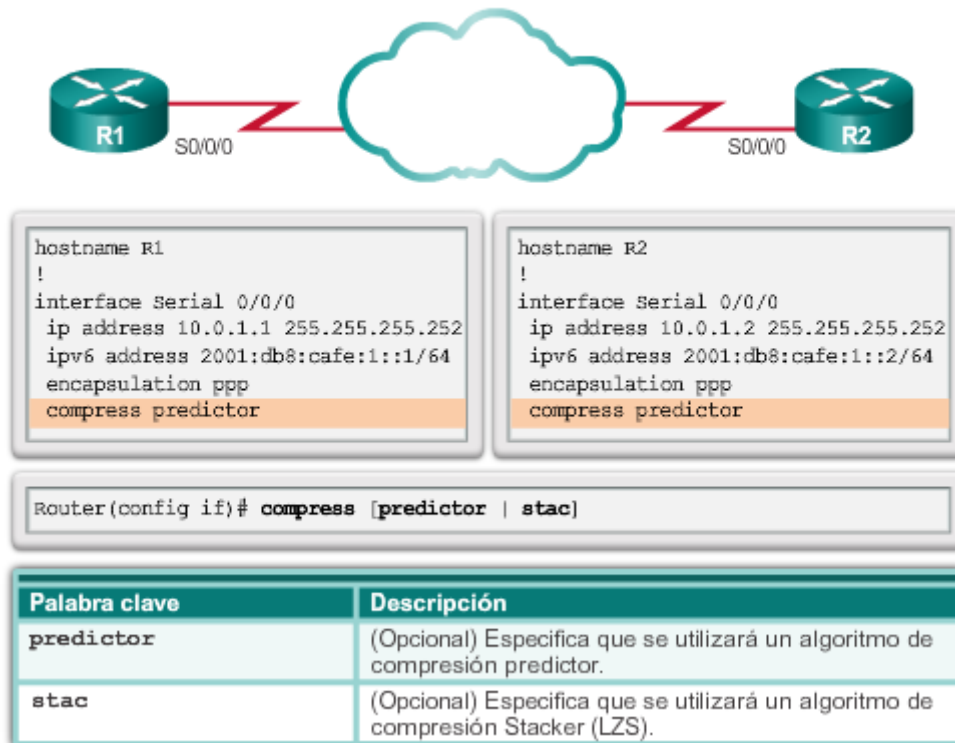 R1
S0/0/0
S0/0/0
R2
hostname R1
!
interface Serial 0/0/0
ip address 10.0.1.1 255.255.255.252
ipv6 address 2001:db8:cafe:1::1/64
encapsulation ppp
compress predictor
hostname R2
!
interface Serial 0/0/0
ip address 10.0.1.2 255.255.255.252
ipv6 address 2001:db8:cafe:1::2/64
encapsulation ppp
compress predictor
Router(config if)# compress [predictor | stac]
Palabra clave Descripción
predictor (Opcional) Especifica que se utilizará un algoritmo de
compresión predictor.
stac (Opcional) Especifica que se utilizará un algoritmo de
compresión Stacker (LZS).